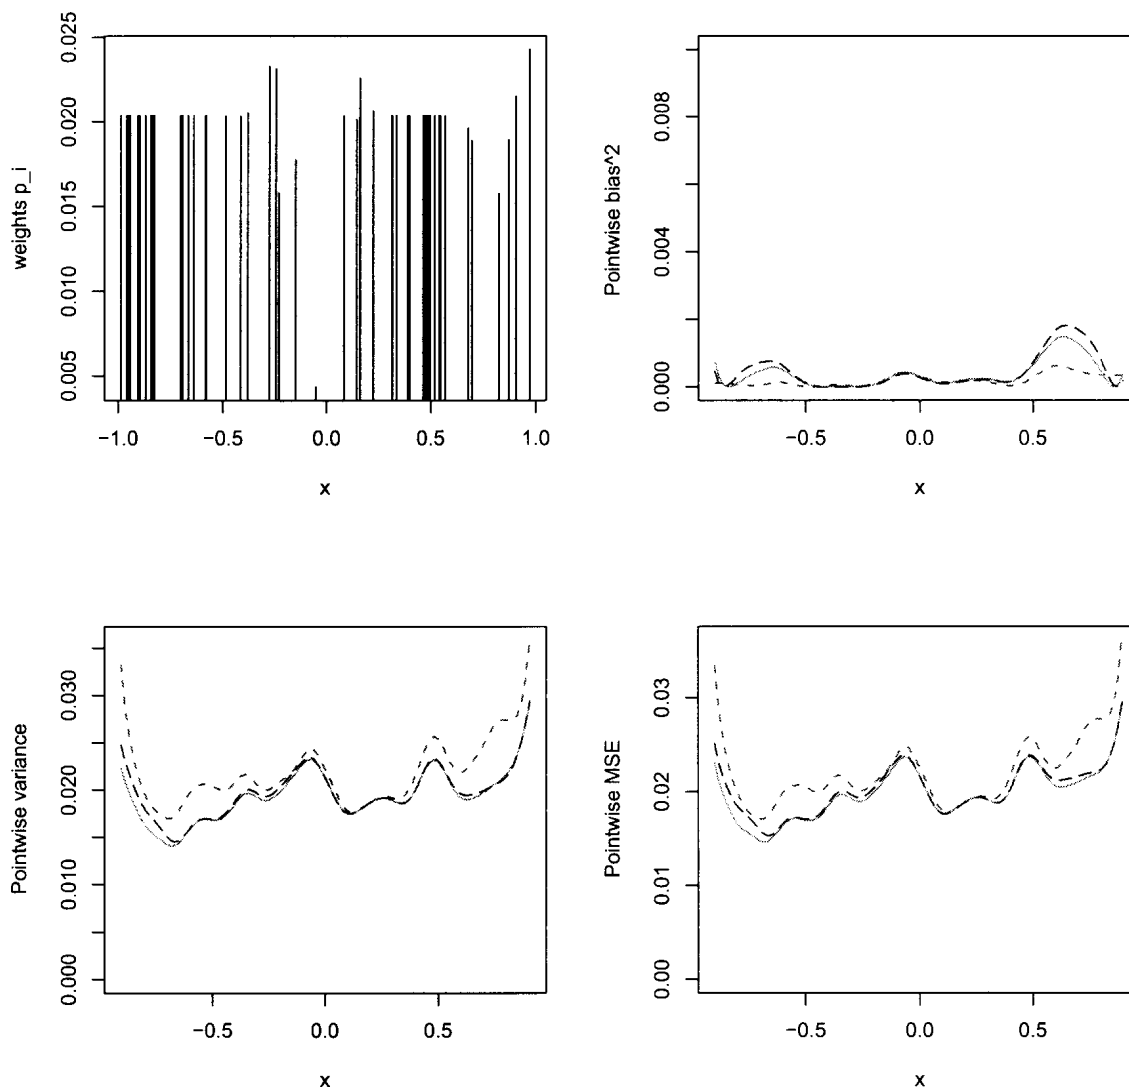 weights p_i
0.025
0.020
0.015
0.010
0.005
−1.0 −0.5 0.0 0.5 1.0
x
Pointwise bias^2
0.008
0.004
0.000
−0.5 0.0 0.5
x
Pointwise variance
0.030
0.020
0.010
0.000
−0.5 0.0 0.5
x
Pointwise MSE
0.03
0.02
0.01
0.00
−0.5 0.0 0.5
x